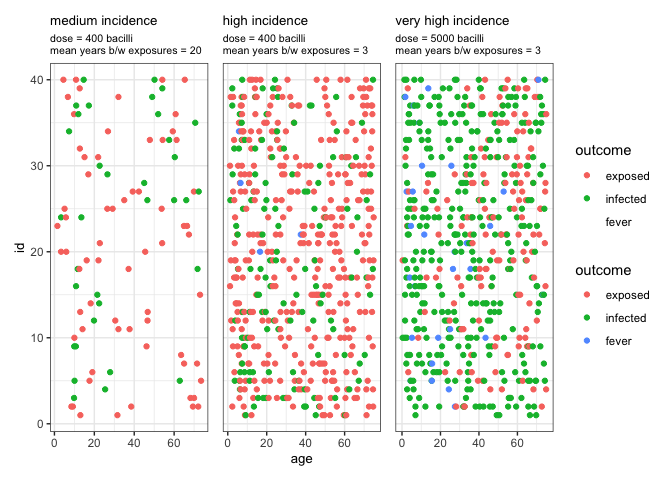 medium incidence
dose = 400 bacilli
mean years b/w exposures = 20
high incidence
dose = 400 bacilli
mean years b/w exposures = 3
very high incidence
dose = 5000 bacilli
mean years b/w exposures = 3
40
30
20
10
0
id
0 20 40 60
0 20 40 60
0 20 40 60
age
outcome
exposed
infected
fever
outcome
exposed
infected
fever